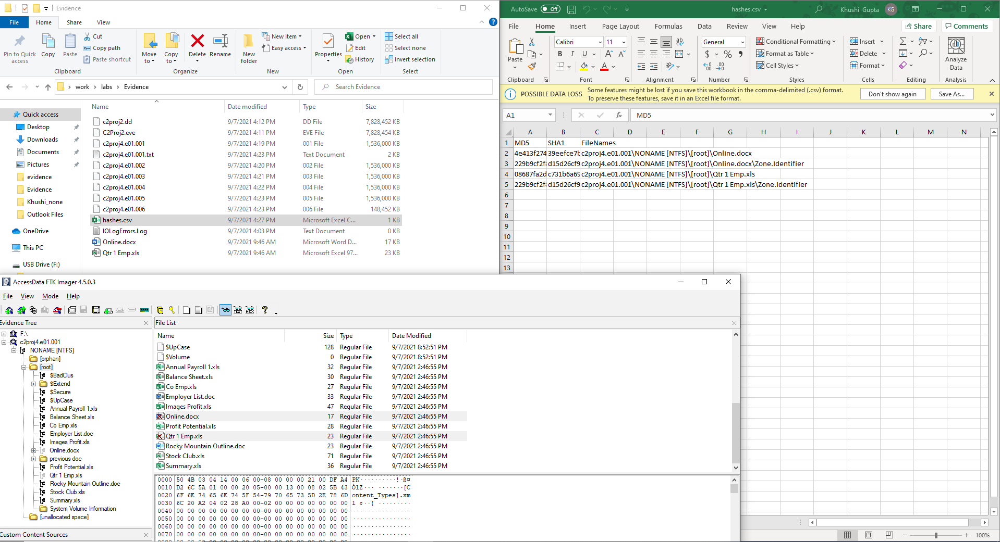 Evidence
File Home Share View
Pin to Quick access
Copy
Paste
Cut
Copy path
Paste shortcut
Clipboard
Move to
Copy to
Delete
Rename
Organize
New folder
New item
Easy access
New
Properties
Open
Edit
History
Open
Select all
Select none
Invert selection
Select
work › labs › Evidence
Search Evidence
Name Date modified Type Size
Quick access
Desktop
Downloads
Documents
Pictures
evidence
Evidence
Khushi_none
Outlook Files
OneDrive
This PC
USB Drive (F:)
c2proj2.dd 9/7/2021 4:12 PM DD File 7,828,452 KB
C2Proj2.eve 9/7/2021 4:11 PM EVE File 7,828,454 KB
c2proj4.e01.001 9/7/2021 4:19 PM 001 File 1,536,000 KB
c2proj4.e01.001.txt 9/7/2021 4:23 PM Text Document 2 KB
c2proj4.e01.002 9/7/2021 4:20 PM 002 File 1,536,000 KB
c2proj4.e01.003 9/7/2021 4:21 PM 003 File 1,536,000 KB
c2proj4.e01.004 9/7/2021 4:22 PM 004 File 1,536,000 KB
c2proj4.e01.005 9/7/2021 4:23 PM 005 File 1,536,000 KB
c2proj4.e01.006 9/7/2021 4:23 PM 006 File 148,452 KB
hashes.csv 9/7/2021 4:27 PM Microsoft Excel C... 1 KB
IOLogErrors.Log 9/7/2021 4:03 PM Text Document 0 KB
Online.docx 9/7/2021 9:46 AM Microsoft Word D... 17 KB
Qtr 1 Emp.xls 9/7/2021 9:46 AM Microsoft Excel 97... 23 KB
AutoSave Off hashes.csv Khushi Gupta KG
File Home Insert Page Layout Formulas Data Review View Help Share Comments
Paste
Clipboard
Calibri 11
B I U
Font
Alignment
General
$ % 9
Number
Conditional Formatting
Format as Table
Cell Styles
Styles
Insert
Delete
Format
Cells
Editing
Analyze Data
Analysis
POSSIBLE DATA LOSS Some features might be lost if you save this workbook in the comma-delimited (.csv) format.
To preserve these features, save it in an Excel file format.
Don't show again Save As...
A1 fx MD5
A B C D E F G H I J K L M N
1 MD5 SHA1 FileNames
2 4e413f274 39eefce7b c2proj4.e01.001\NONAME [NTFS]\[root]\Online.docx
3 229b9cf2f8 d15d26cf9 c2proj4.e01.001\NONAME [NTFS]\[root]\Online.docx\Zone.Identifier
4 08687fa2d c731b6a69 c2proj4.e01.001\NONAME [NTFS]\[root]\Qtr 1 Emp.xls
5 229b9cf2f8 d15d26cf9 c2proj4.e01.001\NONAME [NTFS]\[root]\Qtr 1 Emp.xls\Zone.Identifier
6
7
8
9
10
11
12
13
100%
AccessData FTK Imager 4.5.0.3
File View Mode Help
TEXT HEX
Evidence Tree
F:\
c2proj4.e01.001
NONAME [NTFS]
[orphan]
[root]
$BadClus
$Extend
$Secure
$UpCase
Annual Payroll 1.xls
Balance Sheet.xls
Co Emp.xls
Employer List.doc
Images Profit.xls
Online.docx
previous doc
Profit Potential.xls
Qtr 1 Emp.xls
Rocky Mountain Outline.doc
Stock Club.xls
Summary.xls
System Volume Information
[unallocated space]
Custom Content Sources
File List
Name Size Type Date Modified
$UpCase 128 Regular File 9/7/2021 8:52:51 PM
$Volume 0 Regular File 9/7/2021 8:52:51 PM
Annual Payroll 1.xls 32 Regular File 9/7/2021 2:46:55 PM
Balance Sheet.xls 30 Regular File 9/7/2021 2:46:55 PM
Co Emp.xls 27 Regular File 9/7/2021 2:46:55 PM
Employer List.doc 33 Regular File 9/7/2021 2:46:55 PM
Images Profit.xls 47 Regular File 9/7/2021 2:46:55 PM
Online.docx 17 Regular File 9/7/2021 2:46:55 PM
Profit Potential.xls 28 Regular File 9/7/2021 2:46:55 PM
Qtr 1 Emp.xls 23 Regular File 9/7/2021 2:46:55 PM
Rocky Mountain Outline.doc 23 Regular File 9/7/2021 2:46:55 PM
Stock Club.xls 71 Regular File 9/7/2021 2:46:55 PM
Summary.xls 36 Regular File 9/7/2021 2:46:55 PM
0000 50 4B 03 04 14 00 06 00-08 00 00 00 21 00 DF A4 PK··········!·ß¤
0010 D2 6C 5A 01 00 00 20 05-00 00 13 00 08 02 5B 43 ÒlZ··· ·······[C
0020 6F 6E 74 65 6E 74 5F 54-79 70 65 73 5D 2E 78 6D ontent_Types].xm
0030 6C 20 A2 04 02 28 A0 00-02 00 00 00 00 00 00 00 l ¢··( ·········
0040 00 00 00 00 00 00 00 00-00 00 00 00 00 00 00 00 ················
0050 00 00 00 00 00 00 00 00-00 00 00 00 00 00 00 00 ················
0060 00 00 00 00 00 00 00 00-00 00 00 00 00 00 00 00 ················
0070 00 00 00 00 00 00 00 00-00 00 00 00 00 00 00 00 ················